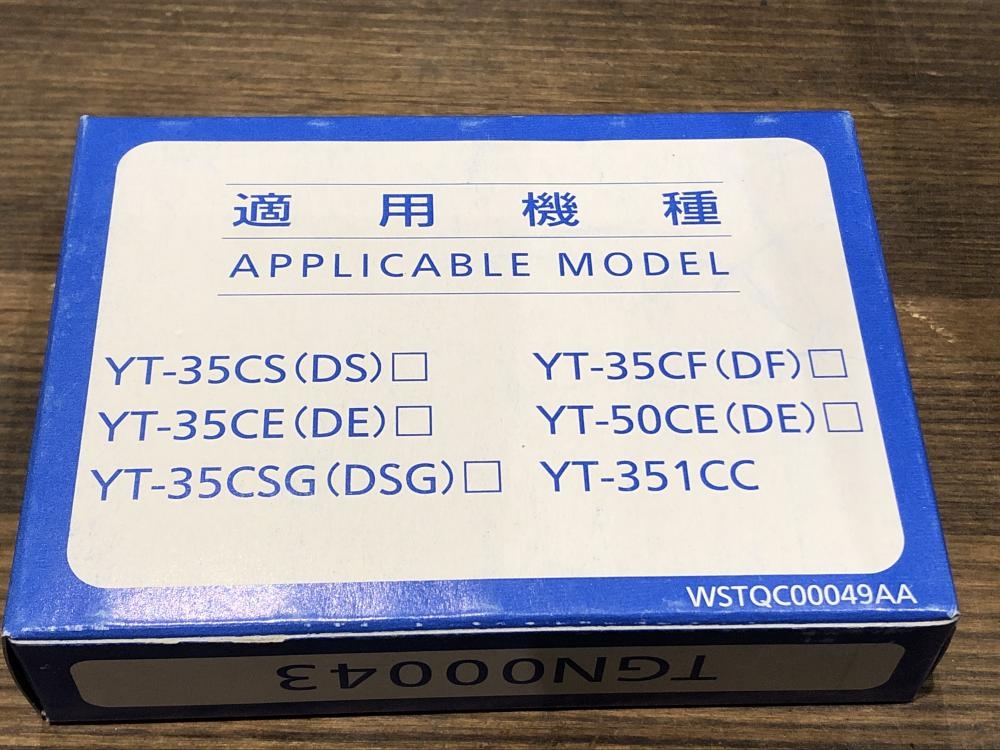 適用機種
APPLICABLE MODEL
YT-35CS(DS)□ YT-35CF(DF)□
YT-35CE(DE)□ YT-50CE(DE)□
YT-35CSG(DSG)□ YT-351CC
WSTQC00049AA
TGN00043